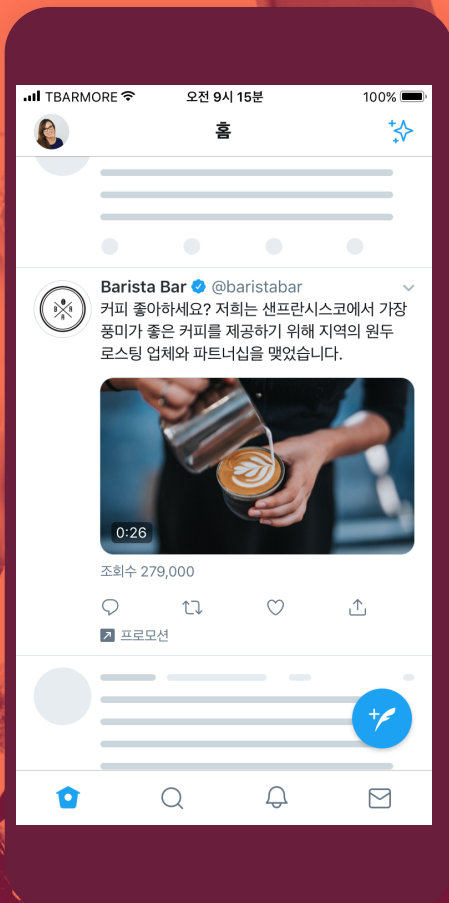 TBARMORE 오전 9시 15분 100%
홈
Barista Bar @baristabar
커피 좋아하세요? 저희는 샌프란시스코에서 가장
풍미가 좋은 커피를 제공하기 위해 지역의 원두
로스팅 업체와 파트너십을 맺었습니다.
0:26
조회수 279,000
프로모션